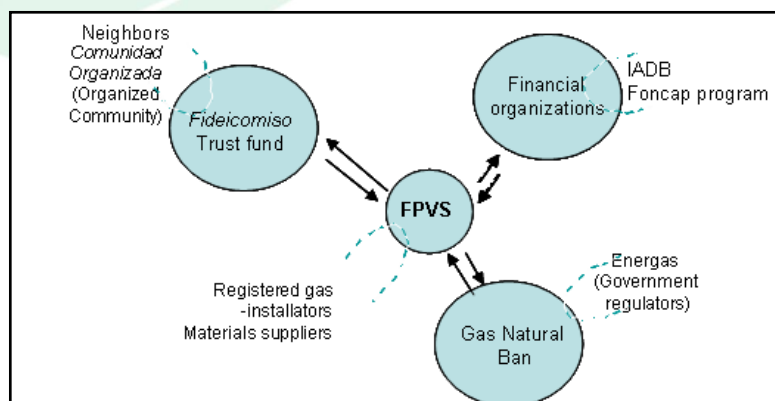 Neighbors
Comunidad
Organizada
(Organized
Community)
Fideicomiso
Trust fund
Financial
organizations
IADB
Foncap program
FPVS
Registered gas
-installators
Materials suppliers
Energas
(Government
regulators)
Gas Natural
Ban